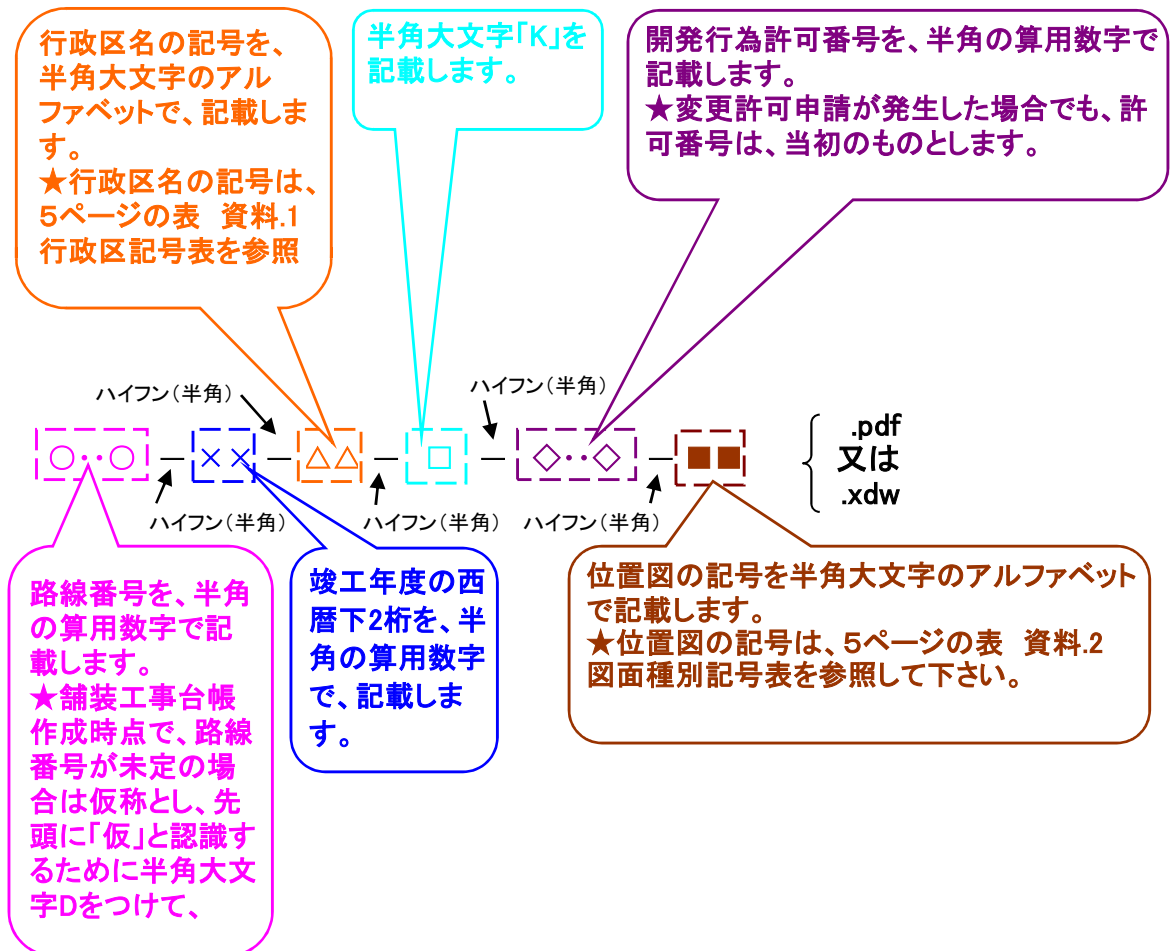 行政区名の記号を、
半角大文字のアル
ファベットで、記載しま
す。
★行政区名の記号は、
5ページの表　資料.1
行政区記号表を参照
半角大文字「K」を
記載します。
開発行為許可番号を、半角の算用数字で
記載します。
★変更許可申請が発生した場合でも、許
可番号は、当初のものとします。
ハイフン（半角）
ハイフン（半角）
○‥○－××－△△－□－◇‥◇－■■
.pdf
又は
.xdw
ハイフン（半角）
ハイフン（半角）
ハイフン（半角）
路線番号を、半角
の算用数字で記
載します。
★舗装工事台帳
作成時点で、路線
番号が未定の場
合は仮称とし、先
頭に「仮」と認識す
るために半角大文
字Dをつけて、
竣工年度の西
暦下2桁を、半
角の算用数字
で、記載しま
す。
位置図の記号を半角大文字のアルファベット
で記載します。
★位置図の記号は、5ページの表　資料.2
図面種別記号表を参照して下さい。